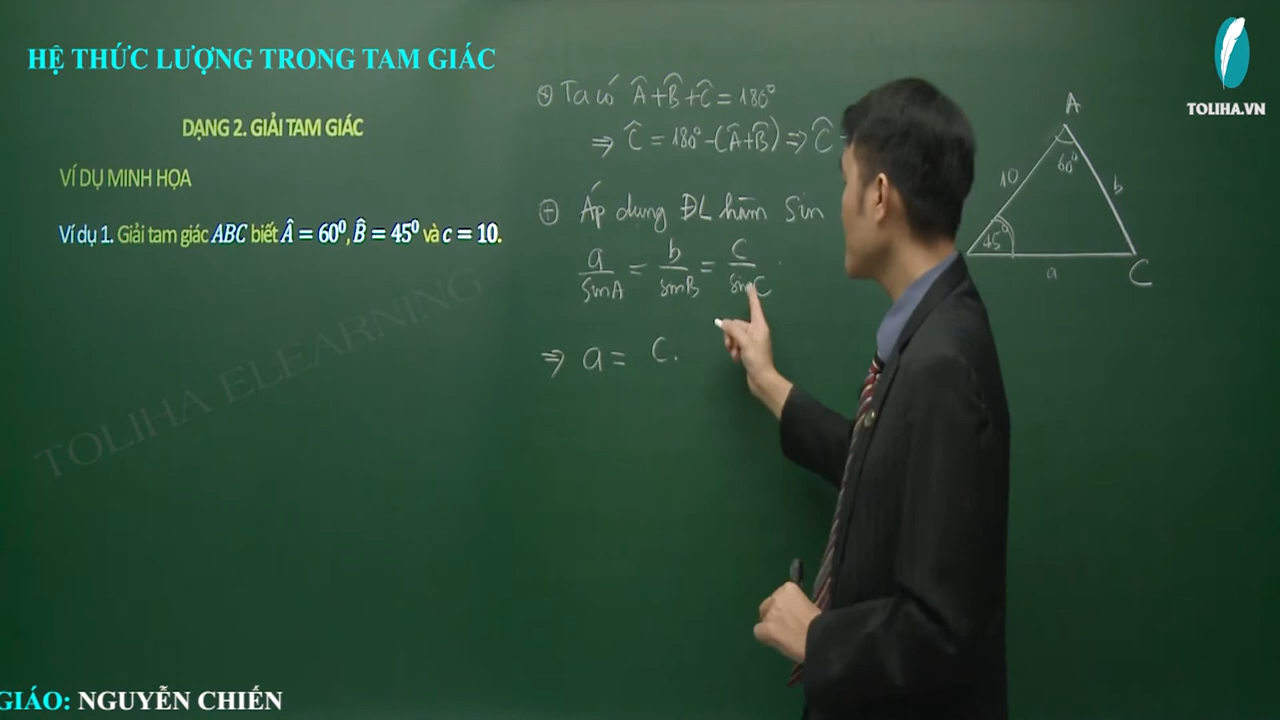 HỆ THỨC LƯỢNG TRONG TAM GIÁC
DẠNG 2. GIẢI TAM GIÁC
VÍ DỤ MINH HỌA
Ví dụ 1. Giải tam giác ABC biết Â = 60⁰, B̂ = 45⁰ và c = 10.
TOLIHA ELEARNING
⊕ Ta có Â + B̂ + Ĉ = 180°
⇒ Ĉ = 180° - (Â + B̂) ⇒ Ĉ
⊕ Áp dụng ĐL hàm Sin
a/sinA = b/sinB = c/sinC
⇒ a = c.
A
60°
10
b
45°
a
C
TOLIHA.VN
GIÁO: NGUYỄN CHIẾN